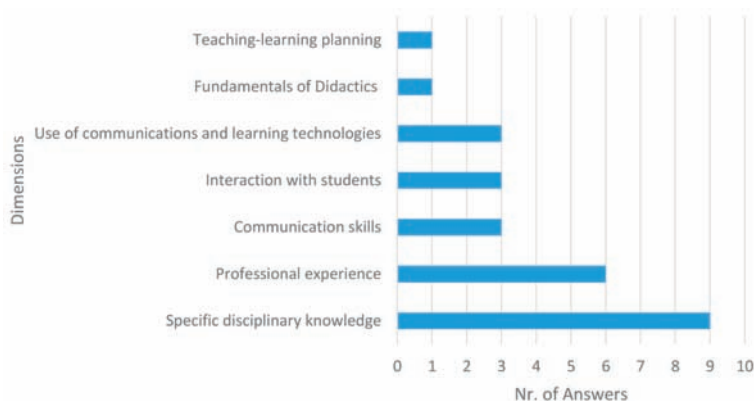 Teaching-learning planning
Fundamentals of Didactics
Use of communications and learning technologies
Interaction with students
Communication skills
Professional experience
Specific disciplinary knowledge
Dimensions
0 1 2 3 4 5 6 7 8 9 10
Nr. of Answers